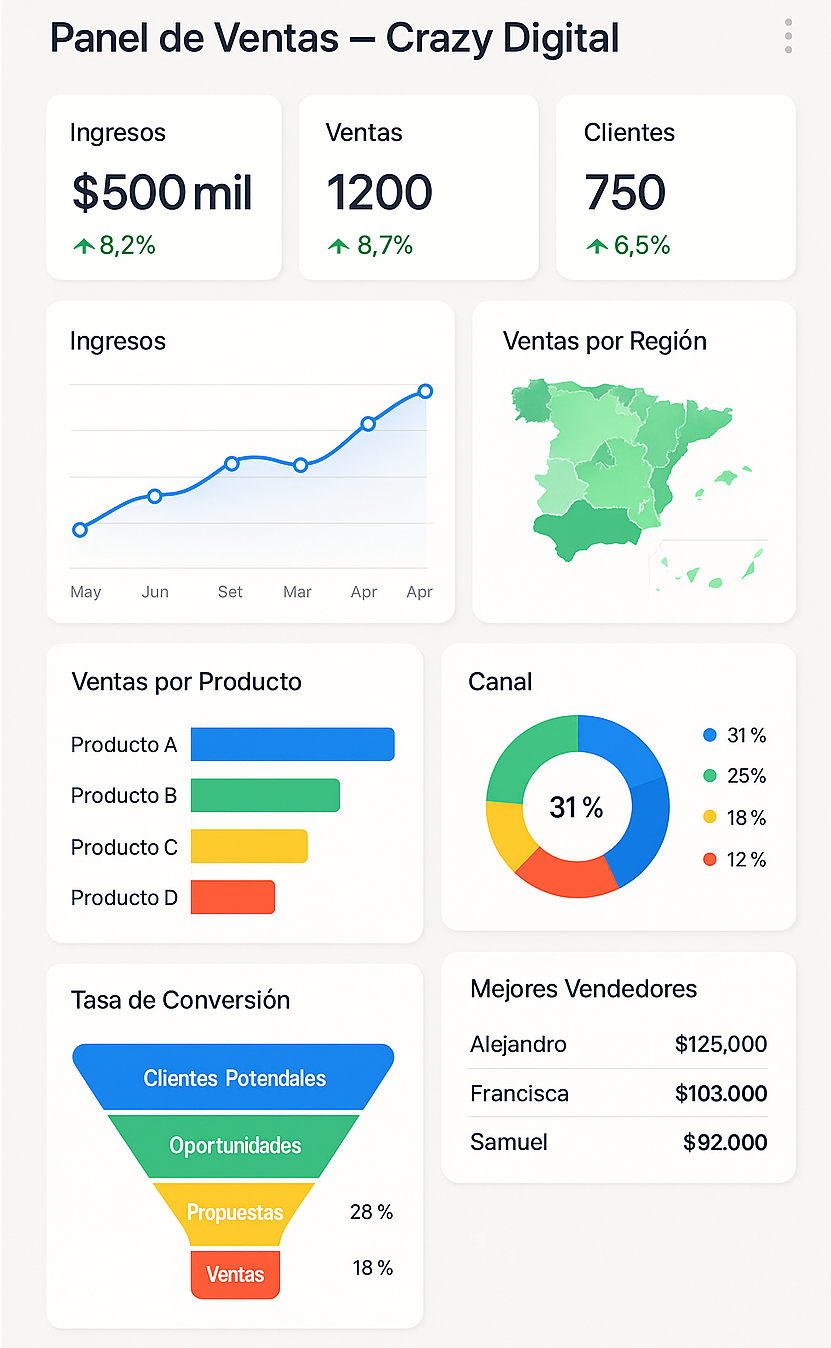 Panel de Ventas – Crazy Digital
Ingresos
$500 mil
8,2%
Ventas
1200
8,7%
Clientes
750
6,5%
Ingresos
May Jun Set Mar Apr Apr
Ventas por Región
Ventas por Producto
Producto A
Producto B
Producto C
Producto D
Canal
31 %
31 %
25%
18 %
12 %
Tasa de Conversión
Clientes Potendales
Oportunidades
Propuestas 28 %
Ventas 18 %
Mejores Vendedores
Alejandro $125,000
Francisca $103.000
Samuel $92.000